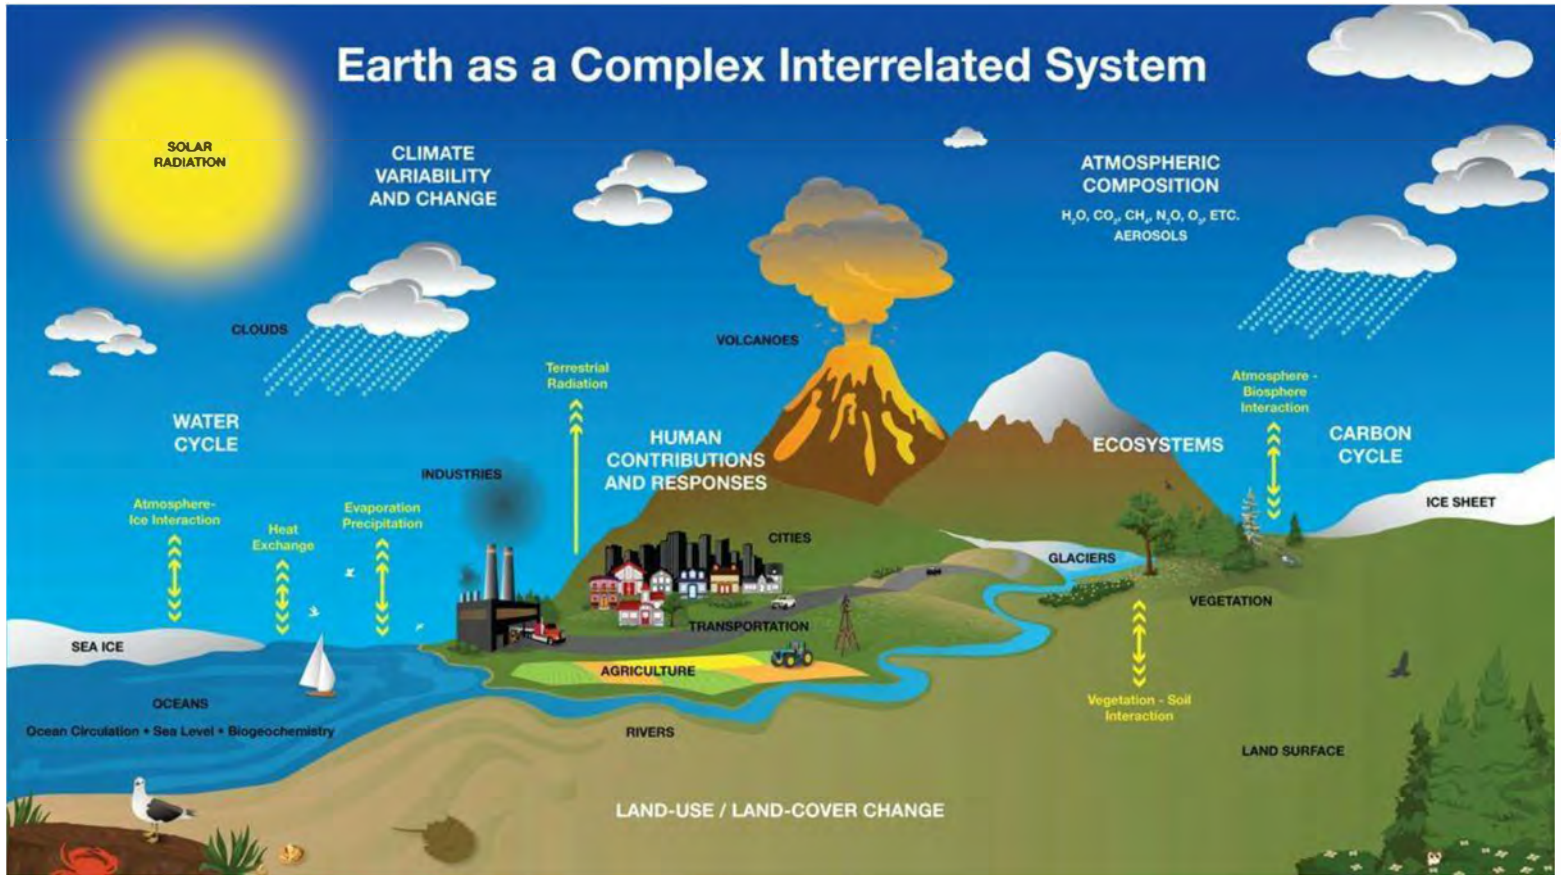 Earth as a Complex Interrelated System
SOLAR
RADIATION
CLIMATE
VARIABILITY
AND CHANGE
ATMOSPHERIC
COMPOSITION
H₂O, CO₂, CH₄, N₂O, O₃, ETC.
AEROSOLS
CLOUDS
VOLCANOES
Terrestrial
Radiation
Atmosphere -
Biosphere
Interaction
WATER
CYCLE
HUMAN
CONTRIBUTIONS
AND RESPONSES
ECOSYSTEMS
CARBON
CYCLE
INDUSTRIES
ICE SHEET
Atmosphere-
Ice Interaction
Heat
Exchange
Evaporation
Precipitation
CITIES
GLACIERS
VEGETATION
TRANSPORTATION
SEA ICE
AGRICULTURE
OCEANS
Ocean Circulation • Sea Level • Biogeochemistry
RIVERS
Vegetation - Soil
Interaction
LAND SURFACE
LAND-USE / LAND-COVER CHANGE